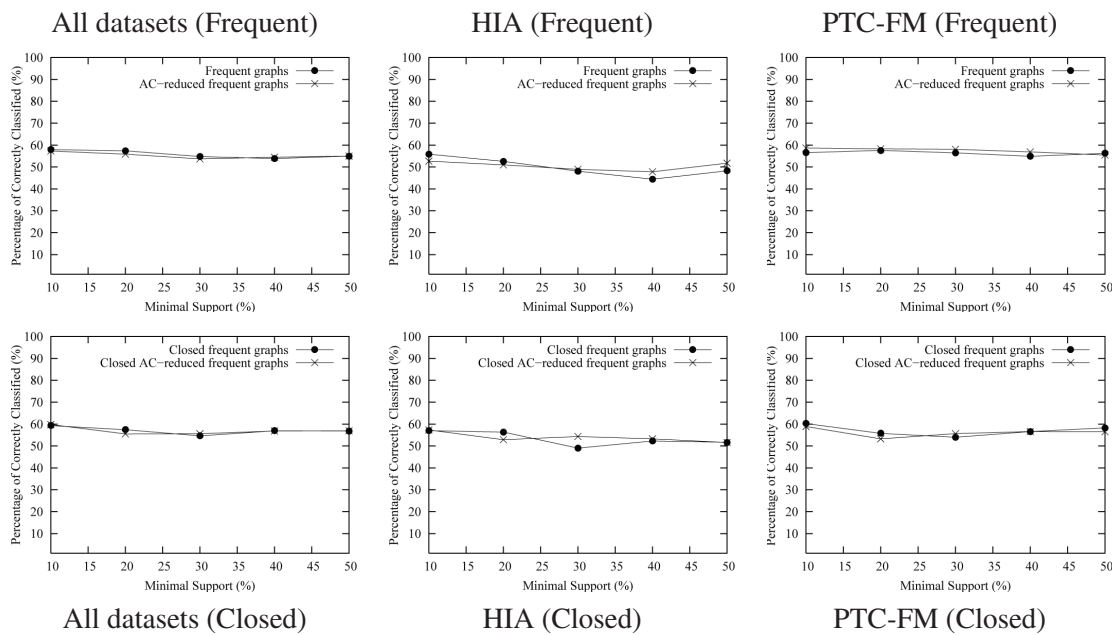 All datasets (Frequent) HIA (Frequent) PTC-FM (Frequent)
Percentage of Correctly Classified (%)
100
90
80
70
60
50
40
30
20
10
Frequent graphs
AC−reduced frequent graphs
10 15 20 25 30 35 40 45 50
Minimal Support (%)
Percentage of Correctly Classified (%)
100
90
80
70
60
50
40
30
20
10
Frequent graphs
AC−reduced frequent graphs
10 15 20 25 30 35 40 45 50
Minimal Support (%)
Percentage of Correctly Classified (%)
100
90
80
70
60
50
40
30
20
10
Frequent graphs
AC−reduced frequent graphs
10 15 20 25 30 35 40 45 50
Minimal Support (%)
Percentage of Correctly Classified (%)
100
90
80
70
60
50
40
30
20
10
Closed frequent graphs
Closed AC−reduced frequent graphs
10 15 20 25 30 35 40 45 50
Minimal Support (%)
Percentage of Correctly Classified (%)
100
90
80
70
60
50
40
30
20
10
Closed frequent graphs
Closed AC−reduced frequent graphs
10 15 20 25 30 35 40 45 50
Minimal Support (%)
Percentage of Correctly Classified (%)
100
90
80
70
60
50
40
30
20
10
Closed frequent graphs
Closed AC−reduced frequent graphs
10 15 20 25 30 35 40 45 50
Minimal Support (%)
All datasets (Closed) HIA (Closed) PTC-FM (Closed)